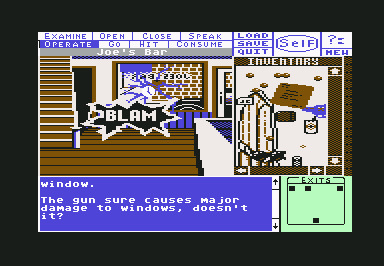 EXAMINE OPEN CLOSE SPEAK
OPERATE GO HIT CONSUME
LOAD
SAVE
QUIT
SELF
?=
NEW
Joe's Bar
INVENTARY
BLAM
window.
The gun sure causes major
damage to windows, doesn't
it?
EXITS